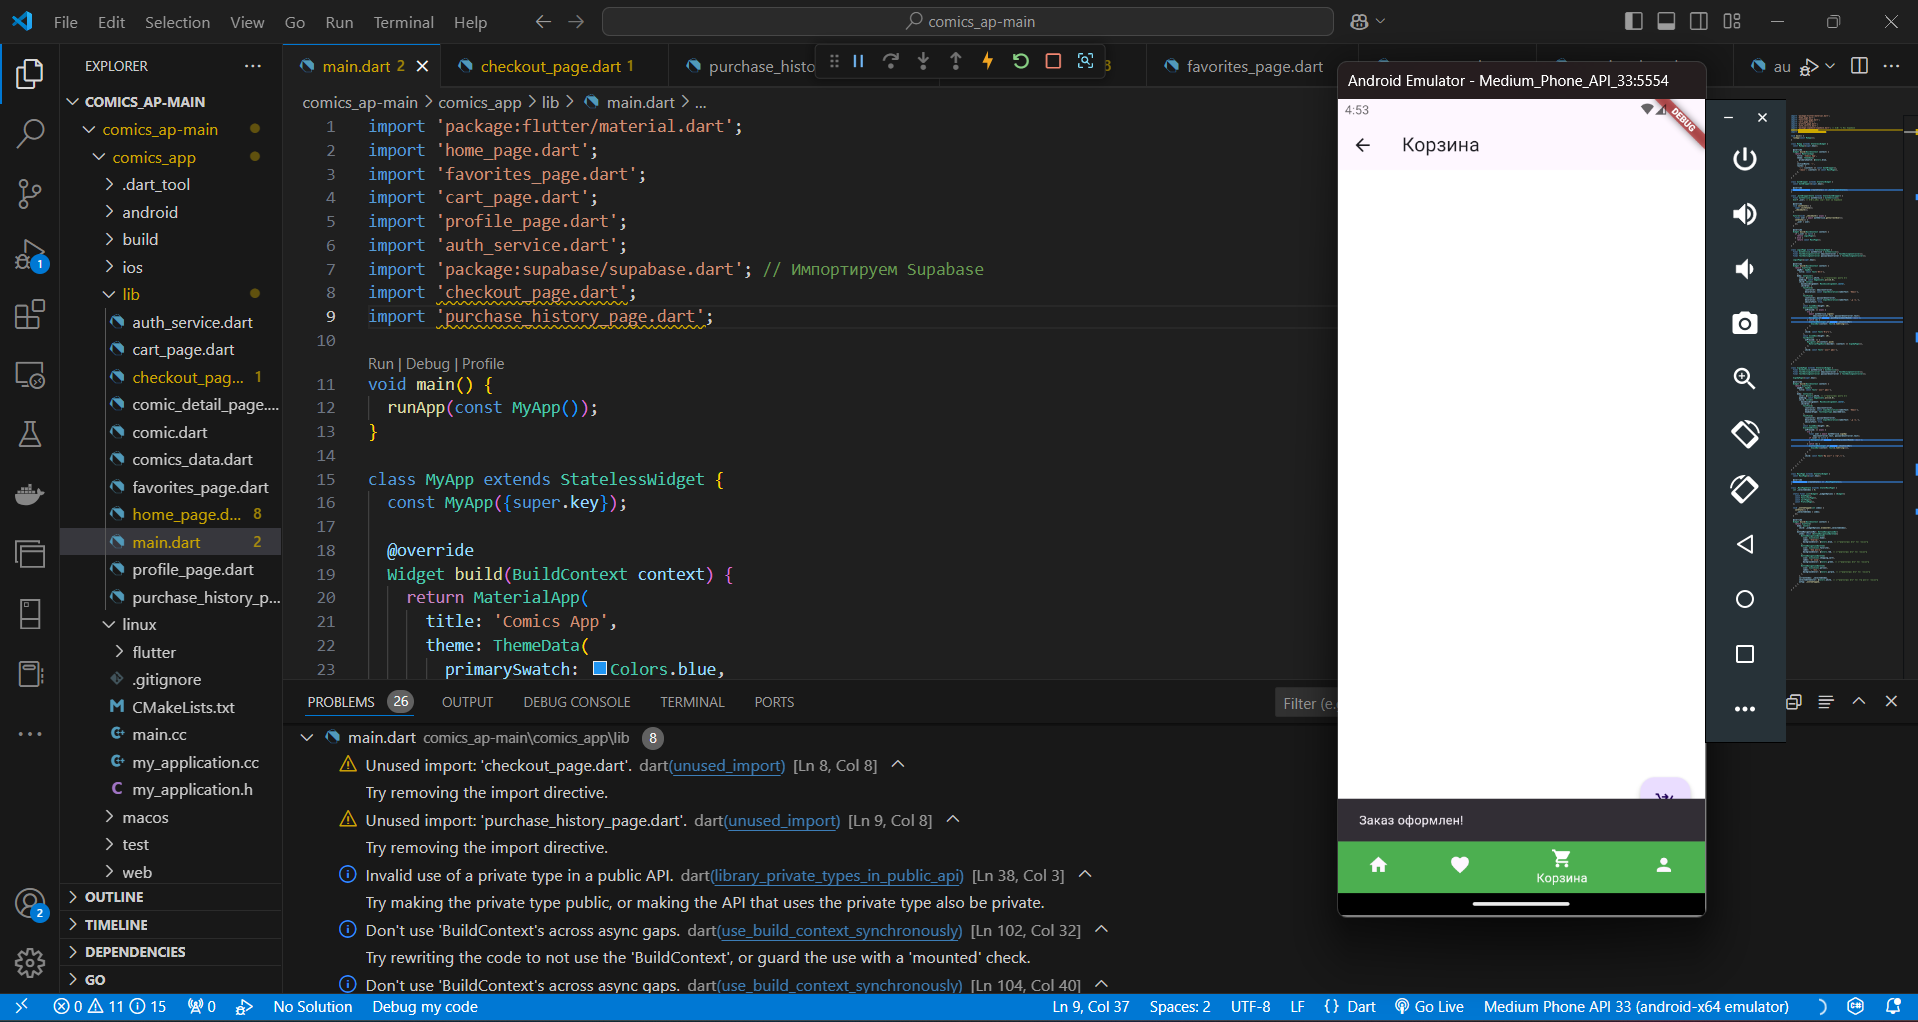 File Edit Selection View Go Run Terminal Help
comics_ap-main
EXPLORER
COMICS_AP-MAIN
comics_ap-main
comics_app
.dart_tool
android
build
ios
lib
auth_service.dart
cart_page.dart
checkout_pag... 1
comic_detail_page....
comic.dart
comics_data.dart
favorites_page.dart
home_page.d... 8
main.dart 2
profile_page.dart
purchase_history_p...
linux
flutter
.gitignore
CMakeLists.txt
main.cc
my_application.cc
my_application.h
macos
test
web
OUTLINE
TIMELINE
DEPENDENCIES
GO
1
2
main.dart 2
checkout_page.dart 1
purchase_histo
3
favorites_page.dart
au
comics_ap-main > comics_app > lib > main.dart > ...
1 import 'package:flutter/material.dart';
2 import 'home_page.dart';
3 import 'favorites_page.dart';
4 import 'cart_page.dart';
5 import 'profile_page.dart';
6 import 'auth_service.dart';
7 import 'package:supabase/supabase.dart'; // Импортируем Supabase
8 import 'checkout_page.dart';
9 import 'purchase_history_page.dart';
10
Run | Debug | Profile
11 void main() {
12 runApp(const MyApp());
13 }
14
15 class MyApp extends StatelessWidget {
16 const MyApp({super.key});
17
18 @override
19 Widget build(BuildContext context) {
20 return MaterialApp(
21 title: 'Comics App',
22 theme: ThemeData(
23 primarySwatch: Colors.blue,
PROBLEMS 26 OUTPUT DEBUG CONSOLE TERMINAL PORTS
Filter (e.
main.dart comics_ap-main\comics_app\lib 8
Unused import: 'checkout_page.dart'. dart(unused_import) [Ln 8, Col 8]
Try removing the import directive.
Unused import: 'purchase_history_page.dart'. dart(unused_import) [Ln 9, Col 8]
Try removing the import directive.
Invalid use of a private type in a public API. dart(library_private_types_in_public_api) [Ln 38, Col 3]
Try making the private type public, or making the API that uses the private type also be private.
Don't use 'BuildContext's across async gaps. dart(use_build_context_synchronously) [Ln 102, Col 32]
Try rewriting the code to not use the 'BuildContext', or guard the use with a 'mounted' check.
Don't use 'BuildContext's across async gaps. dart(use_build_context_synchronously) [Ln 104, Col 40]
Android Emulator - Medium_Phone_API_33:5554
4:53
DEBUG
Корзина
Заказ оформлен!
Корзина
0 11 15 0 No Solution Debug my code
Ln 9, Col 37 Spaces: 2 UTF-8 LF {} Dart Go Live Medium Phone API 33 (android-x64 emulator)